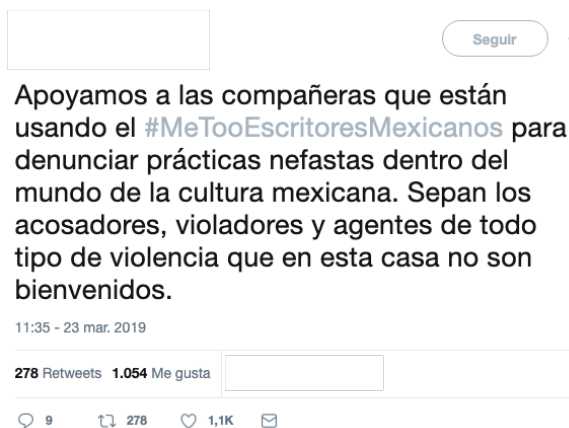 Seguir
Apoyamos a las compañeras que están
usando el #MeTooEscritoresMexicanos para
denunciar prácticas nefastas dentro del
mundo de la cultura mexicana. Sepan los
acosadores, violadores y agentes de todo
tipo de violencia que en esta casa no son
bienvenidos.
11:35 - 23 mar. 2019
278 Retweets 1.054 Me gusta
9 278 1,1K